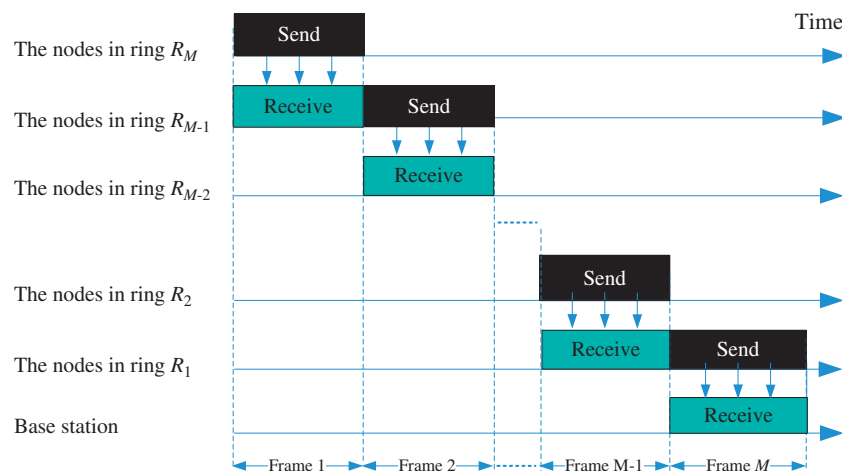 Send
Time
The nodes in ring R_M
Receive
Send
The nodes in ring R_{M-1}
Receive
The nodes in ring R_{M-2}
Send
The nodes in ring R_2
Receive
Send
The nodes in ring R_1
Receive
Base station
Frame 1
Frame 2
Frame M-1
Frame M